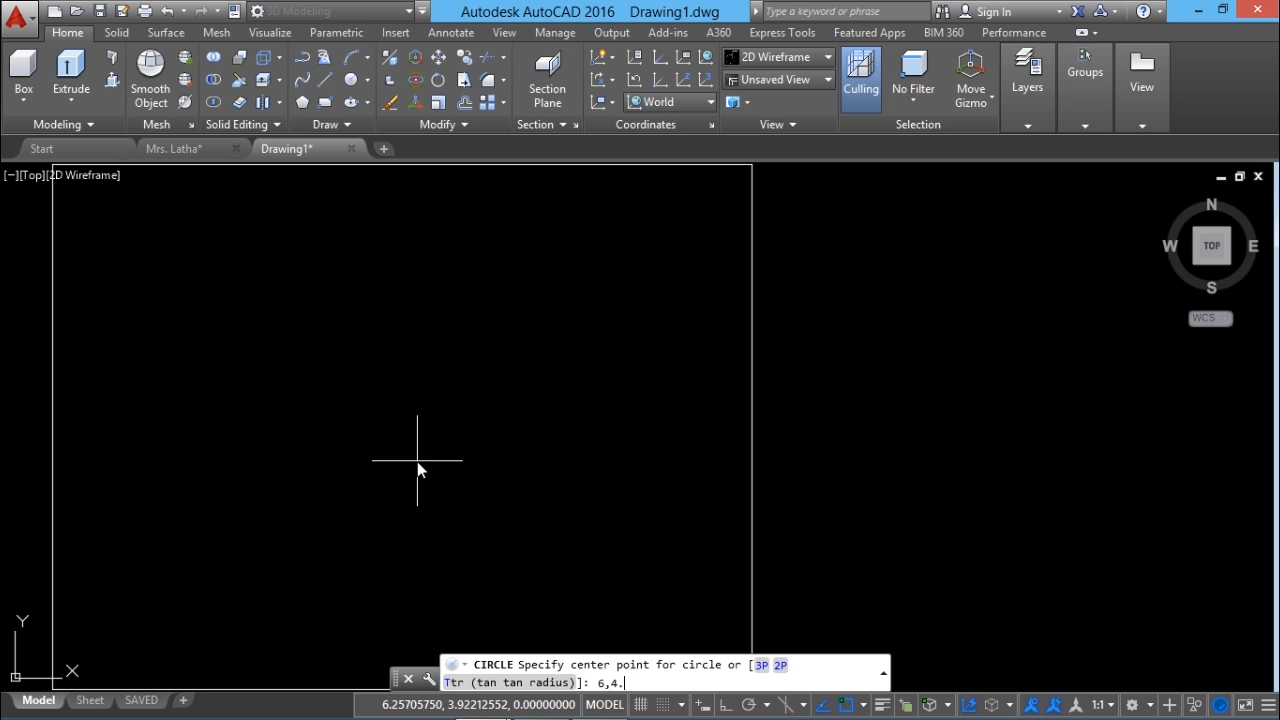 3D Modeling
Autodesk AutoCAD 2016 Drawing1.dwg
Type a keyword or phrase
Sign In
Home Solid Surface Mesh Visualize Parametric Insert Annotate View Manage Output Add-ins A360 Express Tools Featured Apps BIM 360 Performance
2D Wireframe
Unsaved View
World
Box
Extrude
Smooth
Object
Section
Plane
Culling
No Filter
Move
Gizmo
Layers
Groups
View
Modeling Mesh Solid Editing Draw Modify Section Coordinates View Selection
Start Mrs. Latha* Drawing1*
[−][Top][2D Wireframe]
N
W TOP E
S
WCS
Y
X
CIRCLE Specify center point for circle or [3P 2P
Ttr (tan tan radius)]: 6,4.
Model Sheet SAVED
6.25705750, 3.92212552, 0.00000000 MODEL
1:1